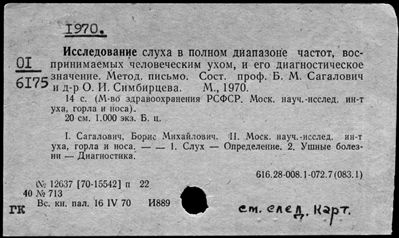 1970.
Исследование слуха в полном диапазоне частот, вос-
принимаемых человеческим ухом, и его диагностическое
значение. Метод. письмо. Сост. проф. Б. М. Сагалович
и д-р О. И. Симбирцева. М., 1970.
01
6175
14 с. (М-во здравоохранения РСФСР. Моск. науч.-исслед. ин-т
уха, горла и носа).
20 см. 1.000 экз. Б. ц.
I. Сагалович, Борис Михайлович. II. Моск. науч.-исслед. ин-т
уха, горла и носа. — — 1. Слух — Определение. 2. Ушные болез-
ни — Диагностика.
616.28-008.1-072.7(083.1)
№ 12637 [70-15542] п 22
40 № 713
ГК Вс. кн. пал. 16 IV 70 И889
см. след. карт.